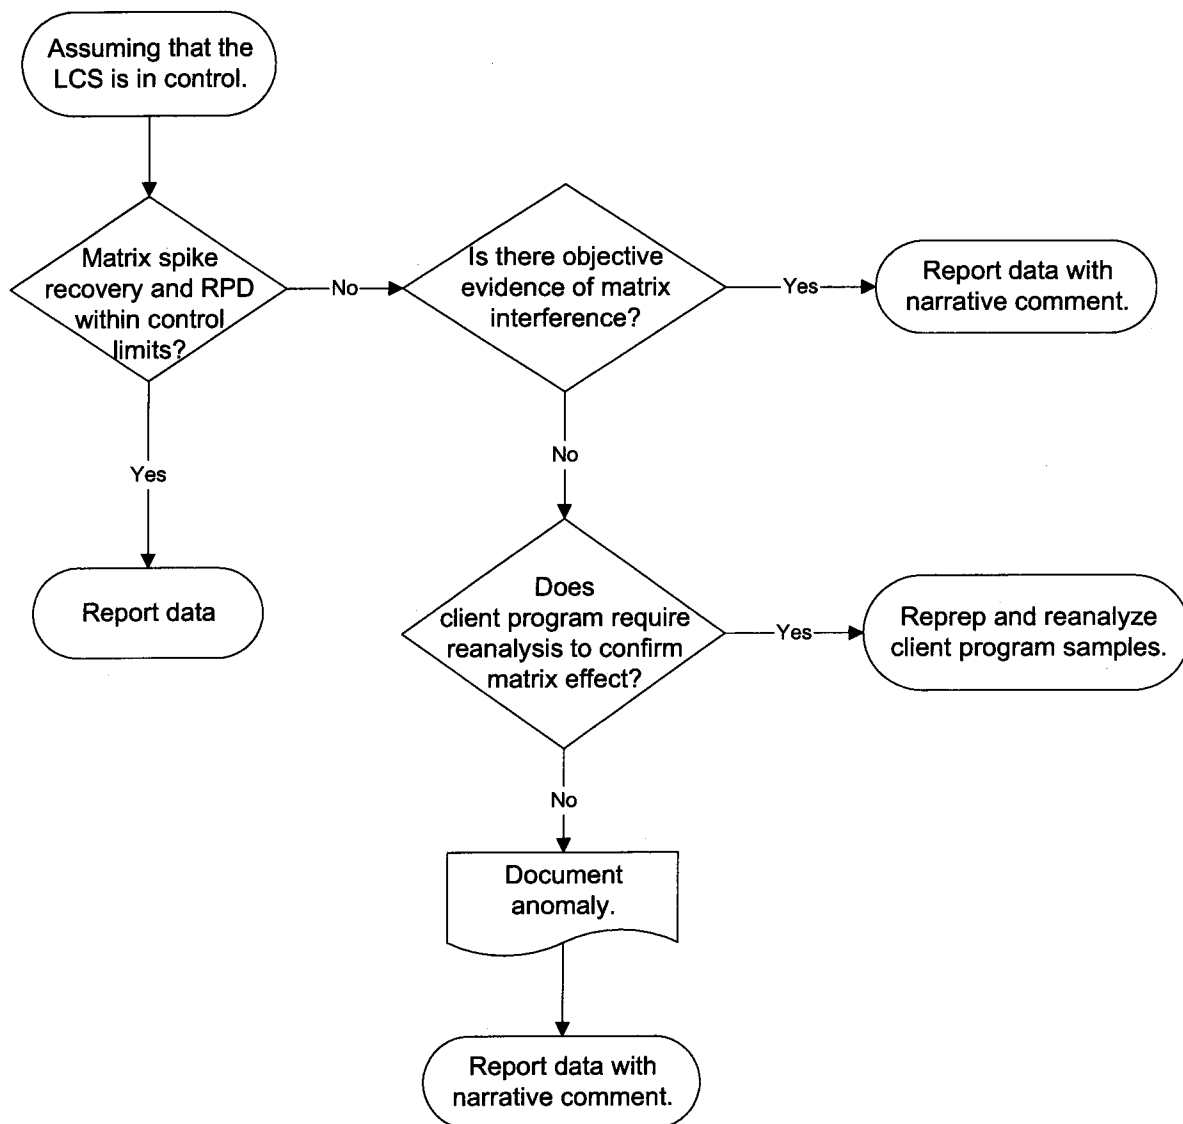 Assuming that the
LCS is in control.
Matrix spike
recovery and RPD
within control
limits?
No
Is there objective
evidence of matrix
interference?
Yes
Report data with
narrative comment.
Yes
Report data
No
Does
client program require
reanalysis to confirm
matrix effect?
Yes
Reprep and reanalyze
client program samples.
No
Document
anomaly.
Report data with
narrative comment.